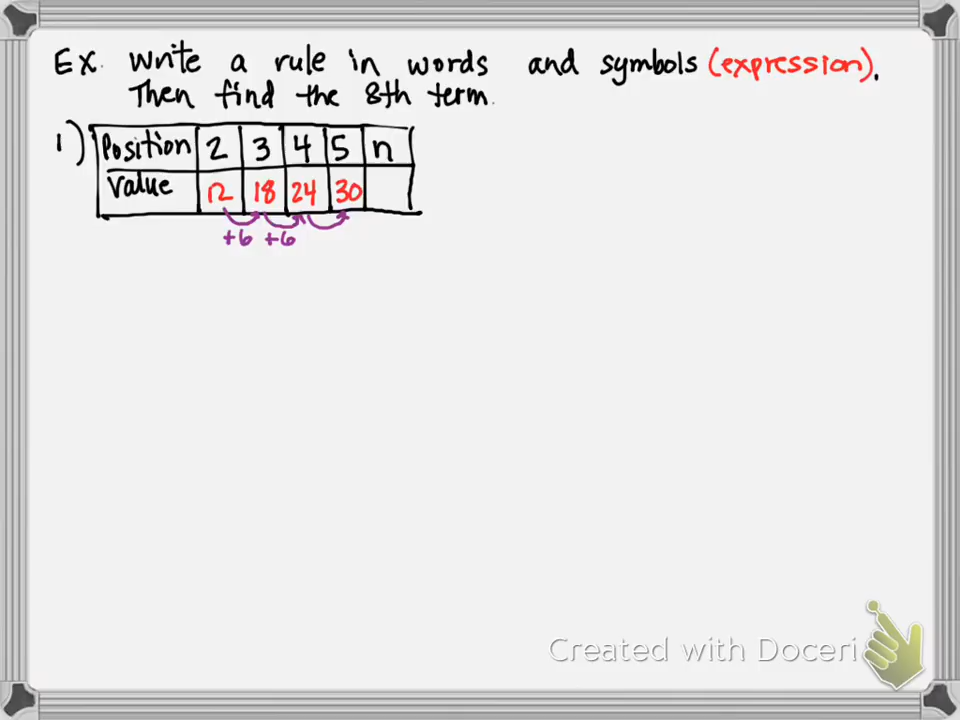 Ex. Write a rule in words and symbols (expression).
Then find the 8th term.
1) Position 2 3 4 5 n
Value 12 18 24 30
+6 +6
Created with Doceri